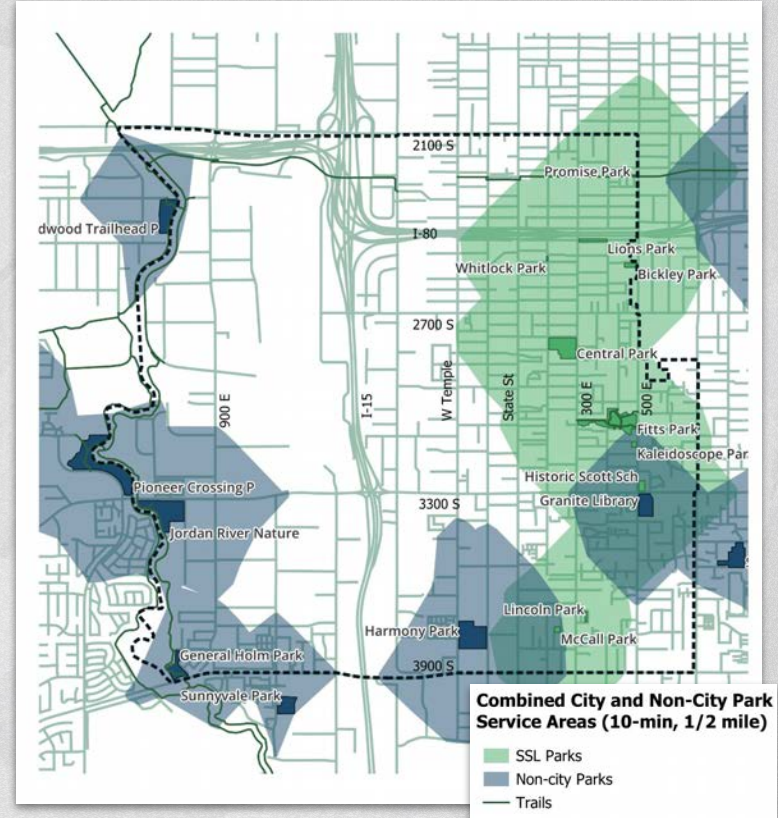 2100 S
Promise Park
dwood Trailhead P
I-80
Lions Park
Whitlock Park
Bickley Park
2700 S
Central Park
W Temple
State St
300 E
500 E
900 E
I-15
Fitts Park
Kaleidoscope Par
Historic Scott Sch
Pioneer Crossing P
Granite Library
3300 S
Jordan River Nature
Lincoln Park
Harmony Park
McCall Park
General Holm Park
3900 S
Sunnyvale Park
Combined City and Non-City Park
Service Areas (10-min, 1/2 mile)
SSL Parks
Non-city Parks
Trails